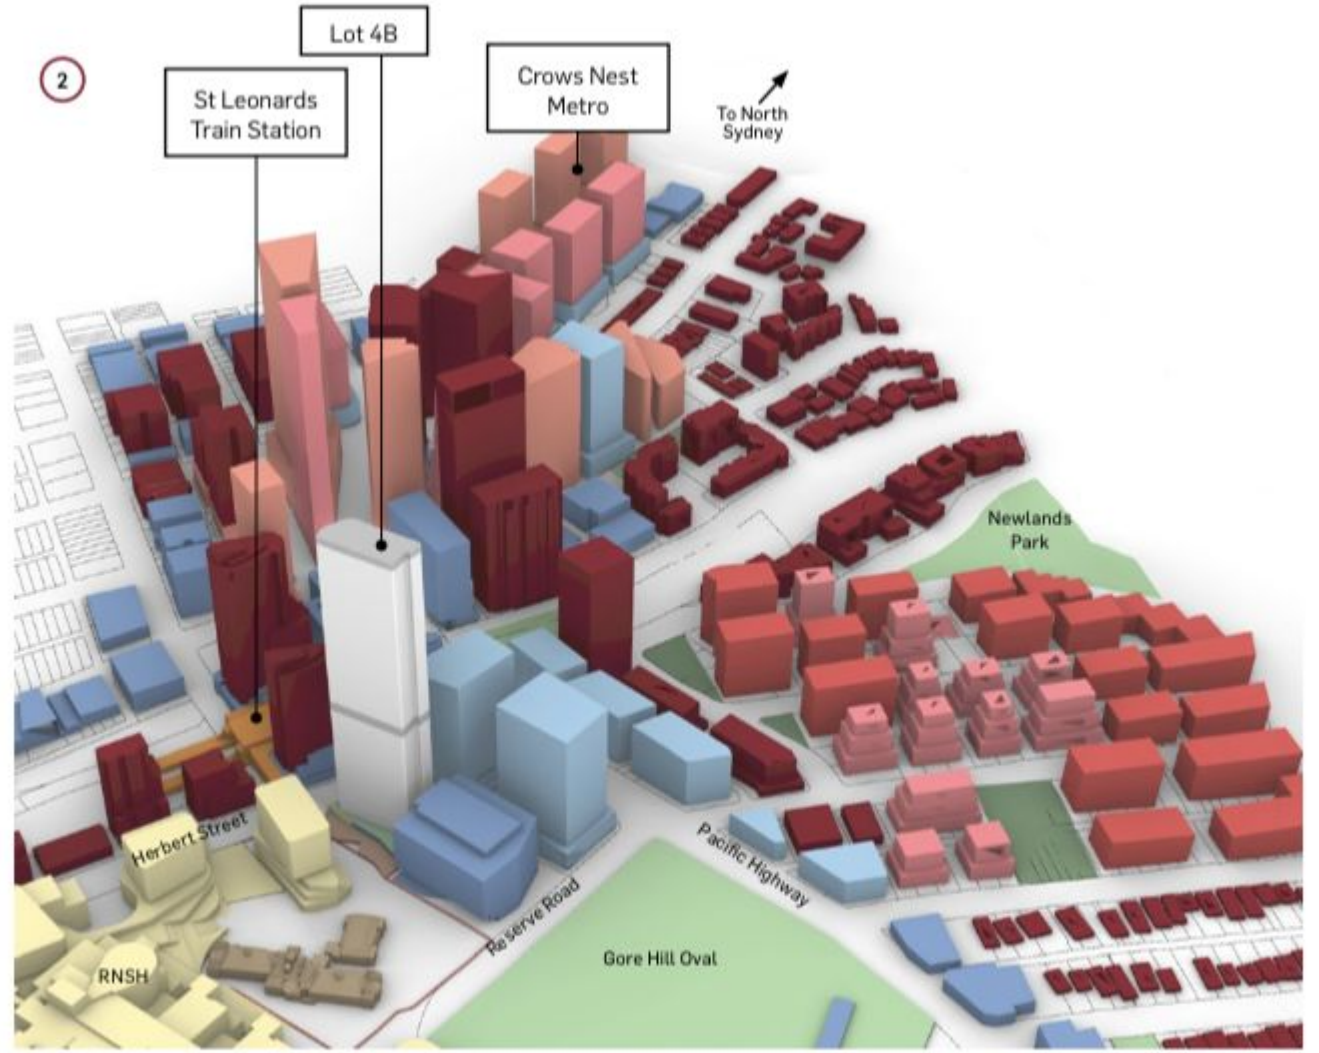 Lot 4B
2
St Leonards
Train Station
Crows Nest
Metro
To North
Sydney
Newlands
Park
Herbert Street
Pacific Highway
Reserve Road
Gore Hill Oval
RNSH